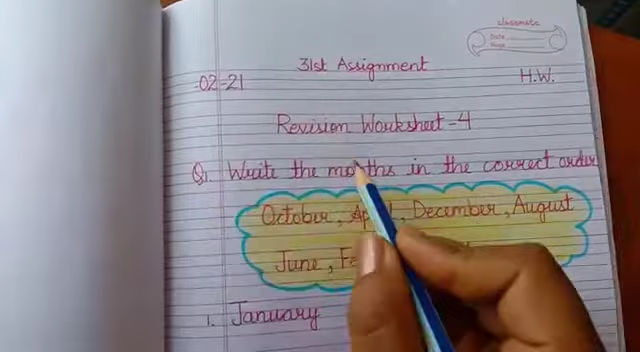 classmate
Date
Page
31st Assignment
-02-21 H.W.
Revision Worksheet-4
Q1. Write the months in the correct order
October, April, December, August
June,
1. January